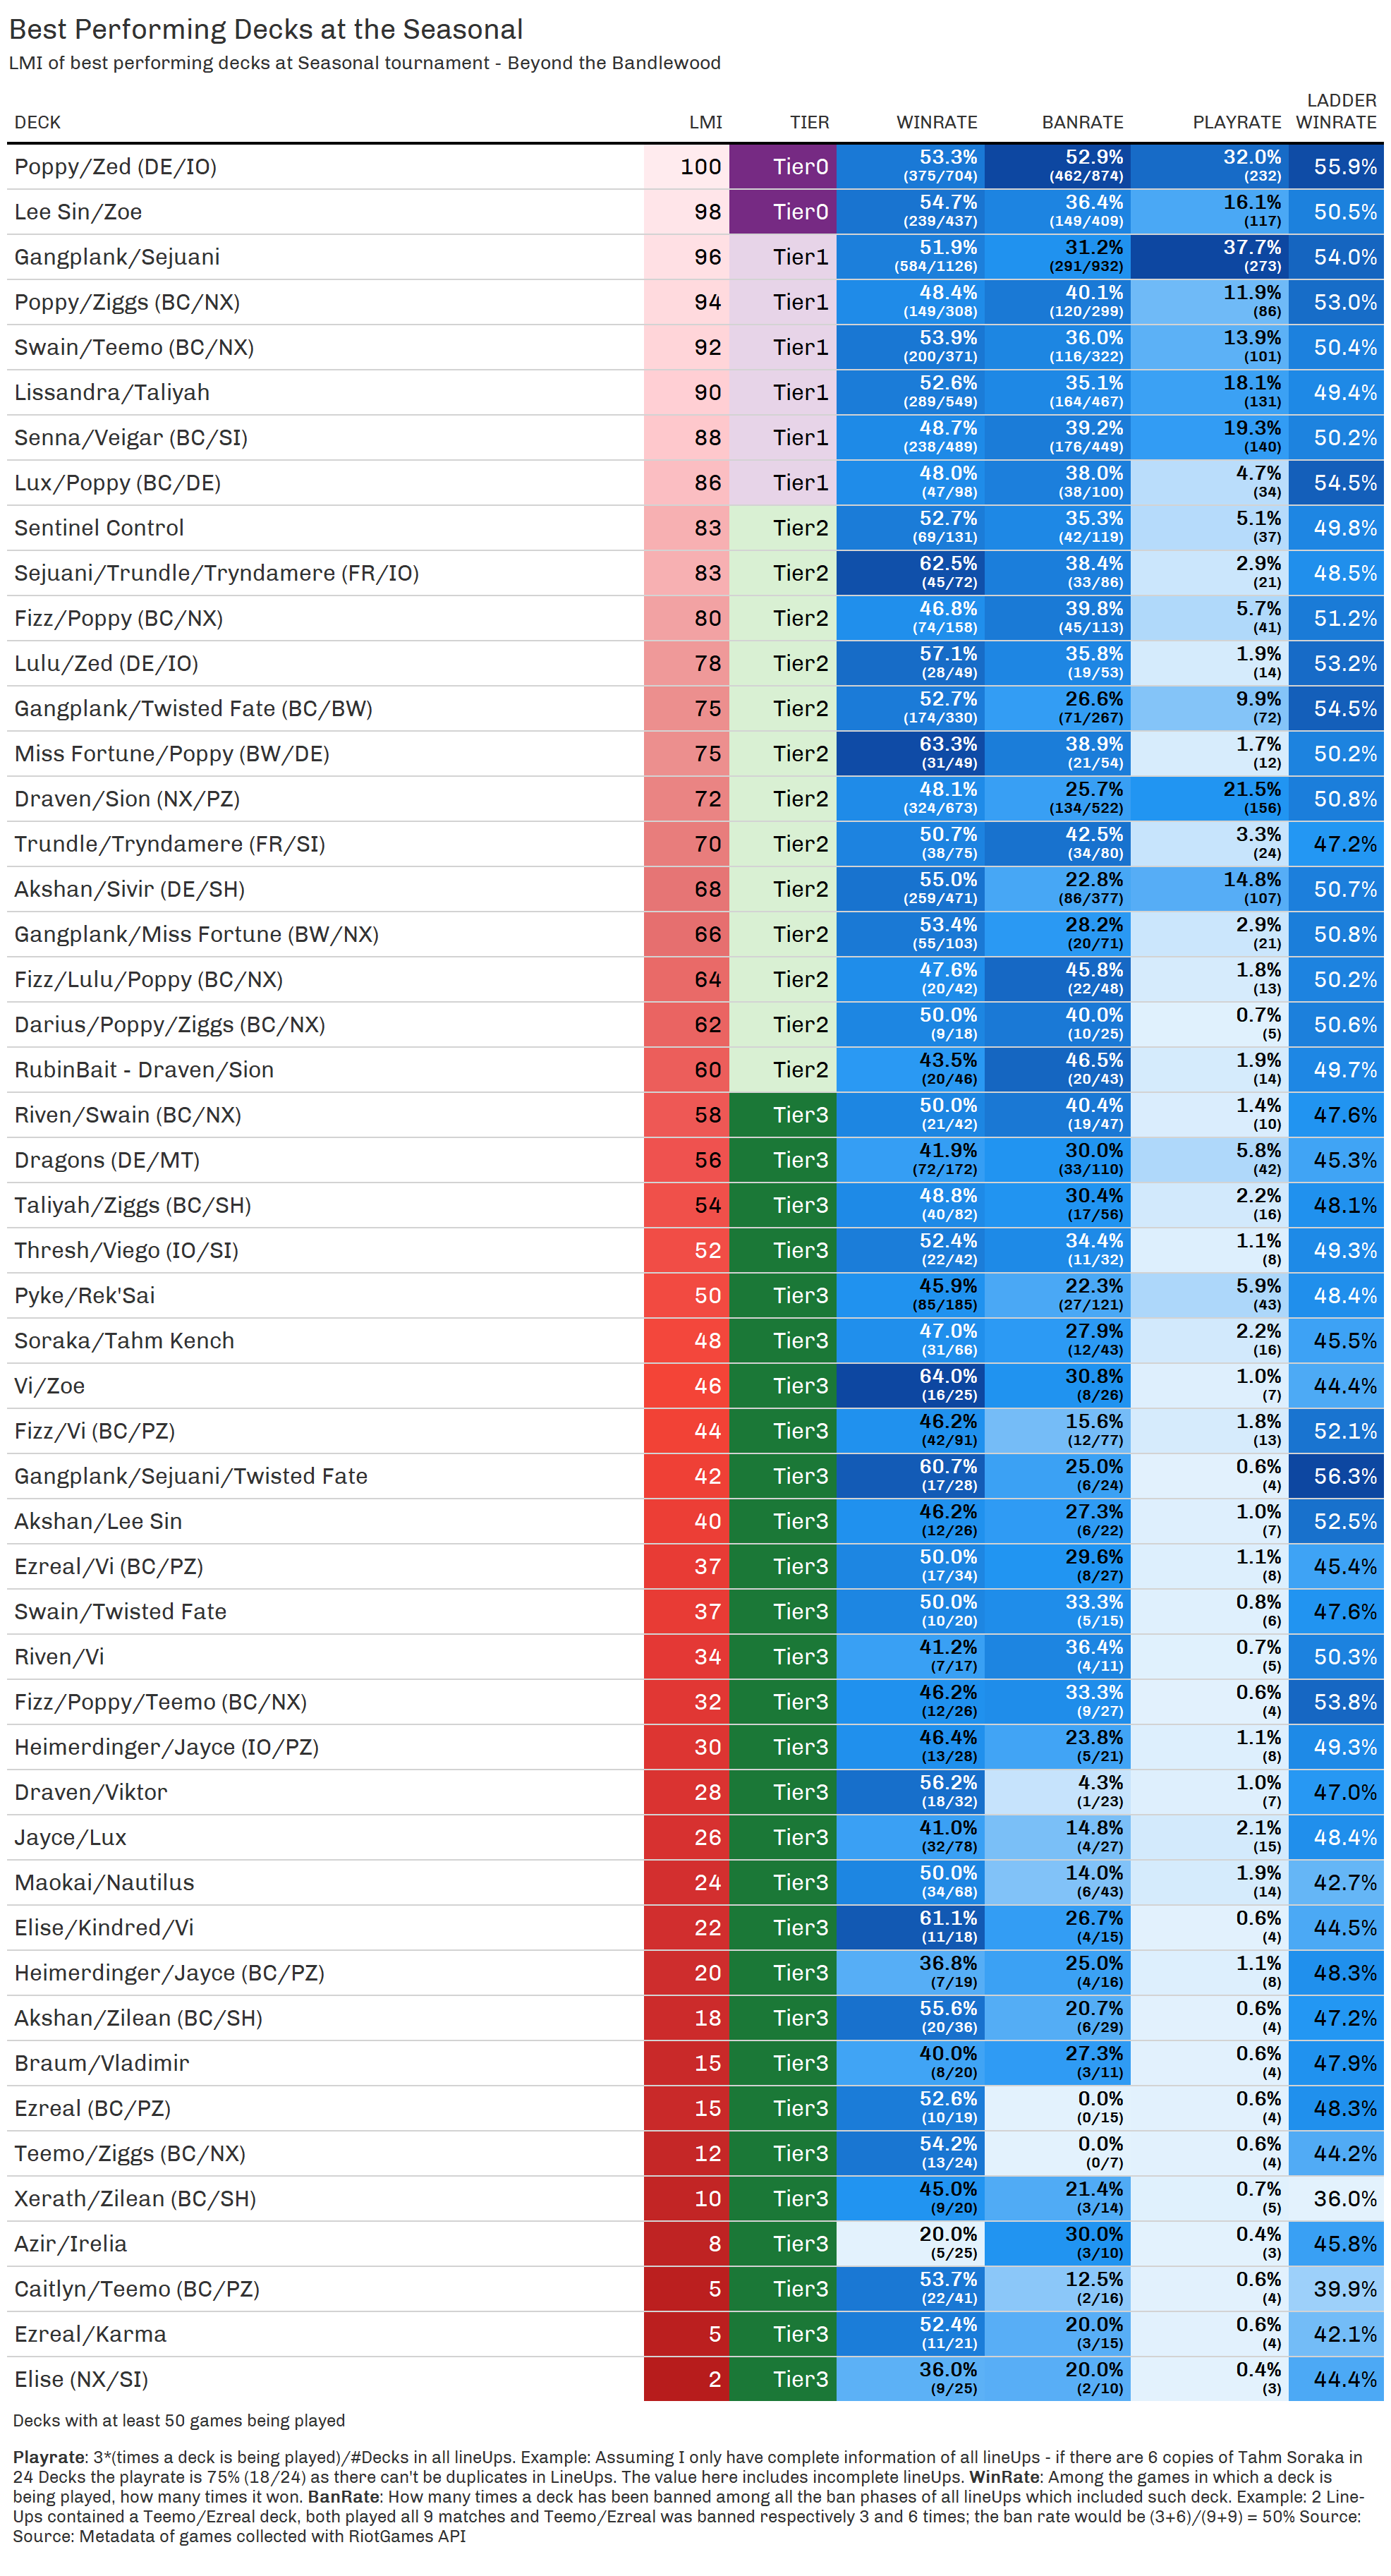 Best Performing Decks at the Seasonal
LMI of best performing decks at Seasonal tournament - Beyond the Bandlewood
DECK LMI TIER WINRATE BANRATE PLAYRATE LADDER WINRATE
Poppy/Zed (DE/IO) 100 Tier0 53.3% (375/704) 52.9% (462/874) 32.0% (232) 55.9%
Lee Sin/Zoe 98 Tier0 54.7% (239/437) 36.4% (149/409) 16.1% (117) 50.5%
Gangplank/Sejuani 96 Tier1 51.9% (584/1126) 31.2% (291/932) 37.7% (273) 54.0%
Poppy/Ziggs (BC/NX) 94 Tier1 48.4% (149/308) 40.1% (120/299) 11.9% (86) 53.0%
Swain/Teemo (BC/NX) 92 Tier1 53.9% (200/371) 36.0% (116/322) 13.9% (101) 50.4%
Lissandra/Taliyah 90 Tier1 52.6% (289/549) 35.1% (164/467) 18.1% (131) 49.4%
Senna/Veigar (BC/SI) 88 Tier1 48.7% (238/489) 39.2% (176/449) 19.3% (140) 50.2%
Lux/Poppy (BC/DE) 86 Tier1 48.0% (47/98) 38.0% (38/100) 4.7% (34) 54.5%
Sentinel Control 83 Tier2 52.7% (69/131) 35.3% (42/119) 5.1% (37) 49.8%
Sejuani/Trundle/Tryndamere (FR/IO) 83 Tier2 62.5% (45/72) 38.4% (33/86) 2.9% (21) 48.5%
Fizz/Poppy (BC/NX) 80 Tier2 46.8% (74/158) 39.8% (45/113) 5.7% (41) 51.2%
Lulu/Zed (DE/IO) 78 Tier2 57.1% (28/49) 35.8% (19/53) 1.9% (14) 53.2%
Gangplank/Twisted Fate (BC/BW) 75 Tier2 52.7% (174/330) 26.6% (71/267) 9.9% (72) 54.5%
Miss Fortune/Poppy (BW/DE) 75 Tier2 63.3% (31/49) 38.9% (21/54) 1.7% (12) 50.2%
Draven/Sion (NX/PZ) 72 Tier2 48.1% (324/673) 25.7% (134/522) 21.5% (156) 50.8%
Trundle/Tryndamere (FR/SI) 70 Tier2 50.7% (38/75) 42.5% (34/80) 3.3% (24) 47.2%
Akshan/Sivir (DE/SH) 68 Tier2 55.0% (259/471) 22.8% (86/377) 14.8% (107) 50.7%
Gangplank/Miss Fortune (BW/NX) 66 Tier2 53.4% (55/103) 28.2% (20/71) 2.9% (21) 50.8%
Fizz/Lulu/Poppy (BC/NX) 64 Tier2 47.6% (20/42) 45.8% (22/48) 1.8% (13) 50.2%
Darius/Poppy/Ziggs (BC/NX) 62 Tier2 50.0% (9/18) 40.0% (10/25) 0.7% (5) 50.6%
RubinBait - Draven/Sion 60 Tier2 43.5% (20/46) 46.5% (20/43) 1.9% (14) 49.7%
Riven/Swain (BC/NX) 58 Tier3 50.0% (21/42) 40.4% (19/47) 1.4% (10) 47.6%
Dragons (DE/MT) 56 Tier3 41.9% (72/172) 30.0% (33/110) 5.8% (42) 45.3%
Taliyah/Ziggs (BC/SH) 54 Tier3 48.8% (40/82) 30.4% (17/56) 2.2% (16) 48.1%
Thresh/Viego (IO/SI) 52 Tier3 52.4% (22/42) 34.4% (11/32) 1.1% (8) 49.3%
Pyke/Rek'Sai 50 Tier3 45.9% (85/185) 22.3% (27/121) 5.9% (43) 48.4%
Soraka/Tahm Kench 48 Tier3 47.0% (31/66) 27.9% (12/43) 2.2% (16) 45.5%
Vi/Zoe 46 Tier3 64.0% (16/25) 30.8% (8/26) 1.0% (7) 44.4%
Fizz/Vi (BC/PZ) 44 Tier3 46.2% (42/91) 15.6% (12/77) 1.8% (13) 52.1%
Gangplank/Sejuani/Twisted Fate 42 Tier3 60.7% (17/28) 25.0% (6/24) 0.6% (4) 56.3%
Akshan/Lee Sin 40 Tier3 46.2% (12/26) 27.3% (6/22) 1.0% (7) 52.5%
Ezreal/Vi (BC/PZ) 37 Tier3 50.0% (17/34) 29.6% (8/27) 1.1% (8) 45.4%
Swain/Twisted Fate 37 Tier3 50.0% (10/20) 33.3% (5/15) 0.8% (6) 47.6%
Riven/Vi 34 Tier3 41.2% (7/17) 36.4% (4/11) 0.7% (5) 50.3%
Fizz/Poppy/Teemo (BC/NX) 32 Tier3 46.2% (12/26) 33.3% (9/27) 0.6% (4) 53.8%
Heimerdinger/Jayce (IO/PZ) 30 Tier3 46.4% (13/28) 23.8% (5/21) 1.1% (8) 49.3%
Draven/Viktor 28 Tier3 56.2% (18/32) 4.3% (1/23) 1.0% (7) 47.0%
Jayce/Lux 26 Tier3 41.0% (32/78) 14.8% (4/27) 2.1% (15) 48.4%
Maokai/Nautilus 24 Tier3 50.0% (34/68) 14.0% (6/43) 1.9% (14) 42.7%
Elise/Kindred/Vi 22 Tier3 61.1% (11/18) 26.7% (4/15) 0.6% (4) 44.5%
Heimerdinger/Jayce (BC/PZ) 20 Tier3 36.8% (7/19) 25.0% (4/16) 1.1% (8) 48.3%
Akshan/Zilean (BC/SH) 18 Tier3 55.6% (20/36) 20.7% (6/29) 0.6% (4) 47.2%
Braum/Vladimir 15 Tier3 40.0% (8/20) 27.3% (3/11) 0.6% (4) 47.9%
Ezreal (BC/PZ) 15 Tier3 52.6% (10/19) 0.0% (0/15) 0.6% (4) 48.3%
Teemo/Ziggs (BC/NX) 12 Tier3 54.2% (13/24) 0.0% (0/7) 0.6% (4) 44.2%
Xerath/Zilean (BC/SH) 10 Tier3 45.0% (9/20) 21.4% (3/14) 0.7% (5) 36.0%
Azir/Irelia 8 Tier3 20.0% (5/25) 30.0% (3/10) 0.4% (3) 45.8%
Caitlyn/Teemo (BC/PZ) 5 Tier3 53.7% (22/41) 12.5% (2/16) 0.6% (4) 39.9%
Ezreal/Karma 5 Tier3 52.4% (11/21) 20.0% (3/15) 0.6% (4) 42.1%
Elise (NX/SI) 2 Tier3 36.0% (9/25) 20.0% (2/10) 0.4% (3) 44.4%
Decks with at least 50 games being played
Playrate: 3*(times a deck is being played)/#Decks in all lineUps. Example: Assuming I only have complete information of all lineUps - if there are 6 copies of Tahm Soraka in
24 Decks the playrate is 75% (18/24) as there can't be duplicates in LineUps. The value here includes incomplete lineUps. WinRate: Among the games in which a deck is
being played, how many times it won. BanRate: How many times a deck has been banned among all the ban phases of all lineUps which included such deck. Example: 2 Line-
Ups contained a Teemo/Ezreal deck, both played all 9 matches and Teemo/Ezreal was banned respectively 3 and 6 times; the ban rate would be (3+6)/(9+9) = 50% Source:
Source: Metadata of games collected with RiotGames API